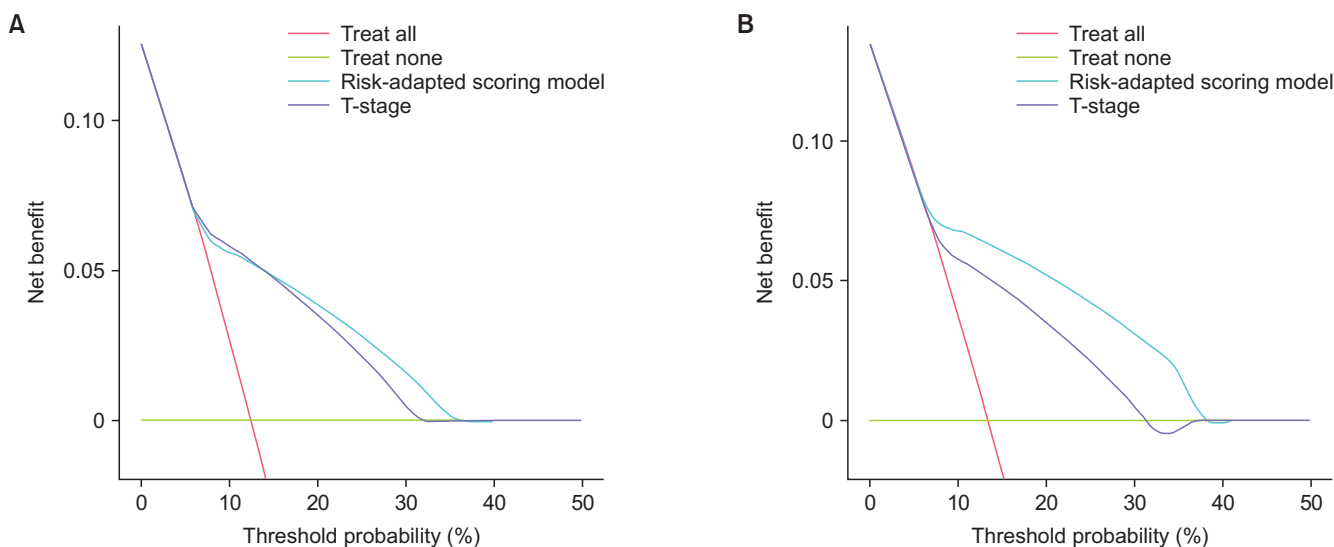 A
Treat all
Treat none
Risk-adapted scoring model
T-stage
Net benefit
0.10
0.05
0
0 10 20 30 40 50
Threshold probability (%)
B
Treat all
Treat none
Risk-adapted scoring model
T-stage
Net benefit
0.10
0.05
0
0 10 20 30 40 50
Threshold probability (%)